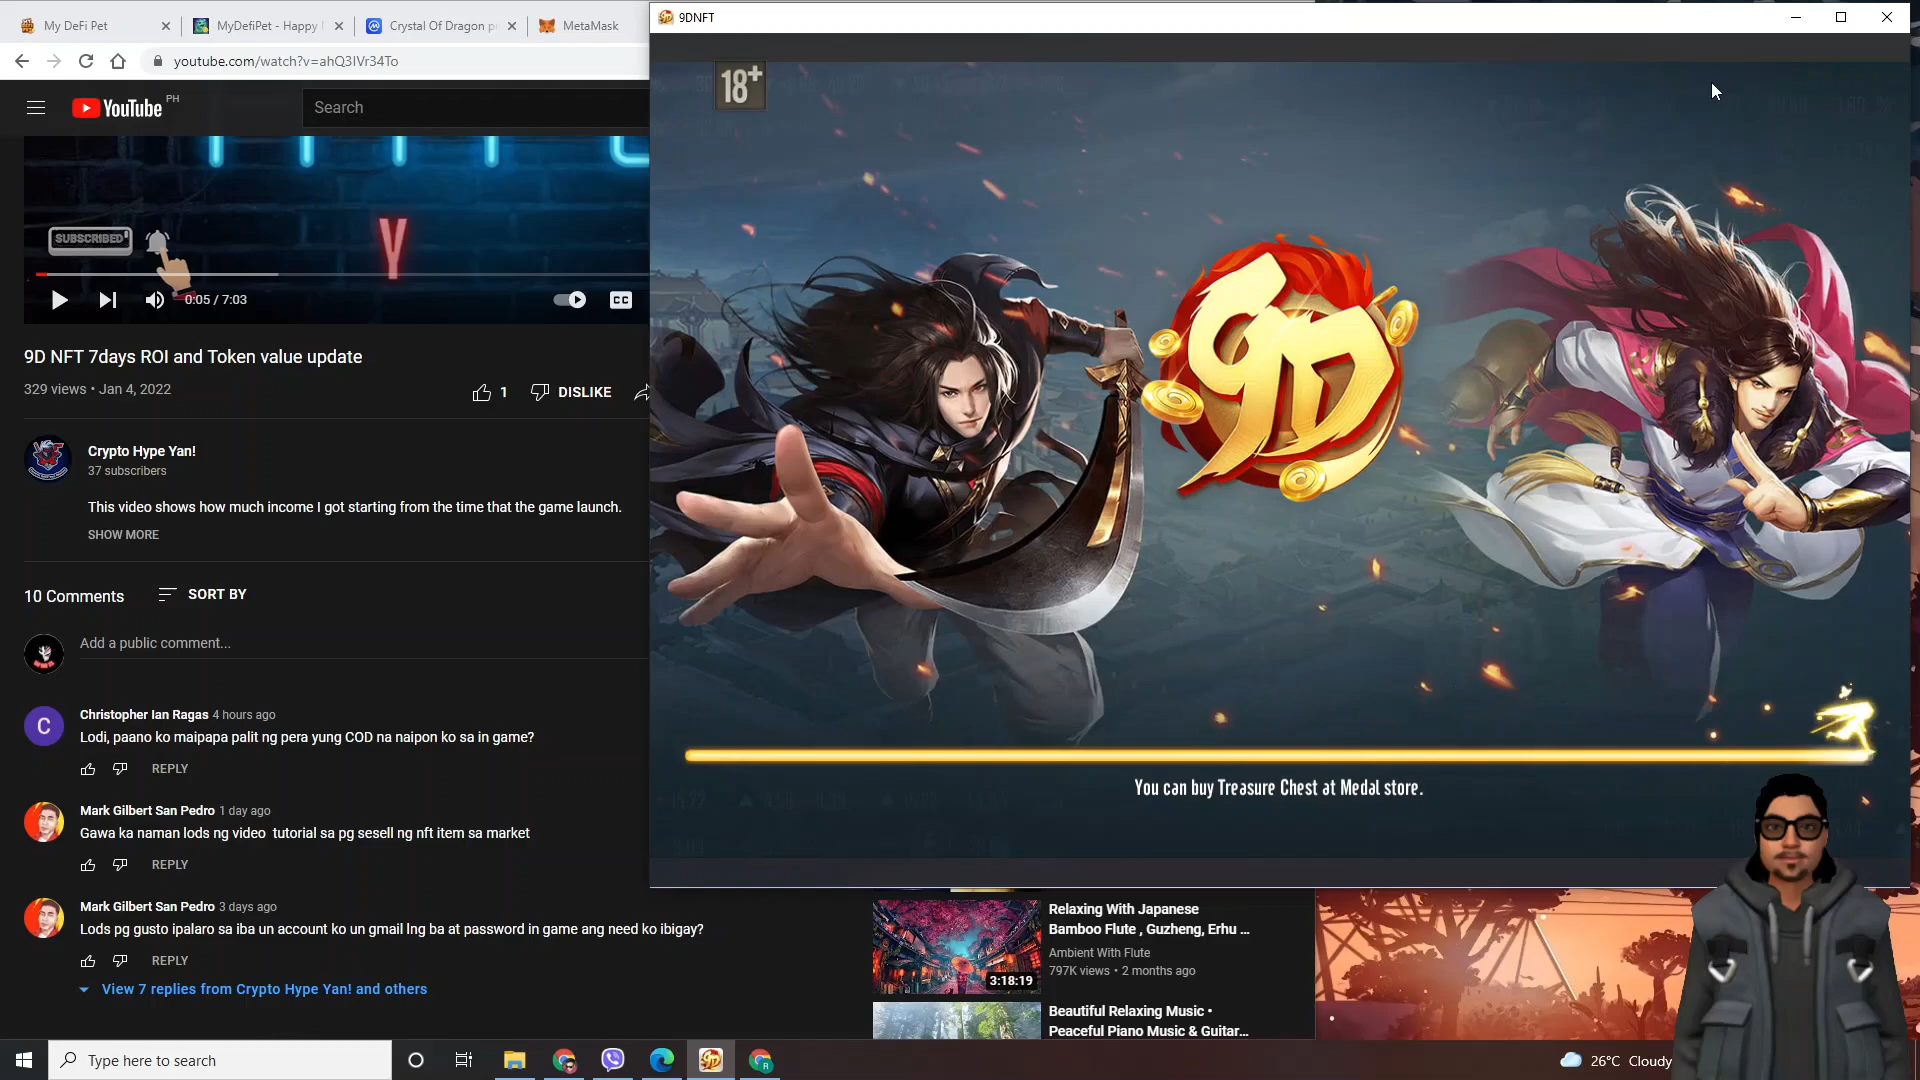 My DeFi Pet
MyDefiPet - Happy
Crystal Of Dragon p
MetaMask
youtube.com/watch?v=ahQ3IVr34To
YouTube PH
Search
SUBSCRIBED
Y
0:05 / 7:03
CC
9D NFT 7days ROI and Token value update
329 views • Jan 4, 2022
1
DISLIKE
Crypto Hype Yan!
37 subscribers
This video shows how much income I got starting from the time that the game launch.
SHOW MORE
10 Comments
SORT BY
Add a public comment...
C
Christopher Ian Ragas 4 hours ago
Lodi, paano ko maipapa palit ng pera yung COD na naipon ko sa in game?
REPLY
Mark Gilbert San Pedro 1 day ago
Gawa ka naman lods ng video tutorial sa pg sesell ng nft item sa market
REPLY
Mark Gilbert San Pedro 3 days ago
Lods pg gusto ipalaro sa iba un account ko un gmail lng ba at password in game ang need ko ibigay?
REPLY
View 7 replies from Crypto Hype Yan! and others
9DNFT
18+
9D
You can buy Treasure Chest at Medal store.
3:18:19
Relaxing With Japanese
Bamboo Flute , Guzheng, Erhu ...
Ambient With Flute
797K views • 2 months ago
Beautiful Relaxing Music •
Peaceful Piano Music & Guitar...
Type here to search
9D
R
26°C Cloudy